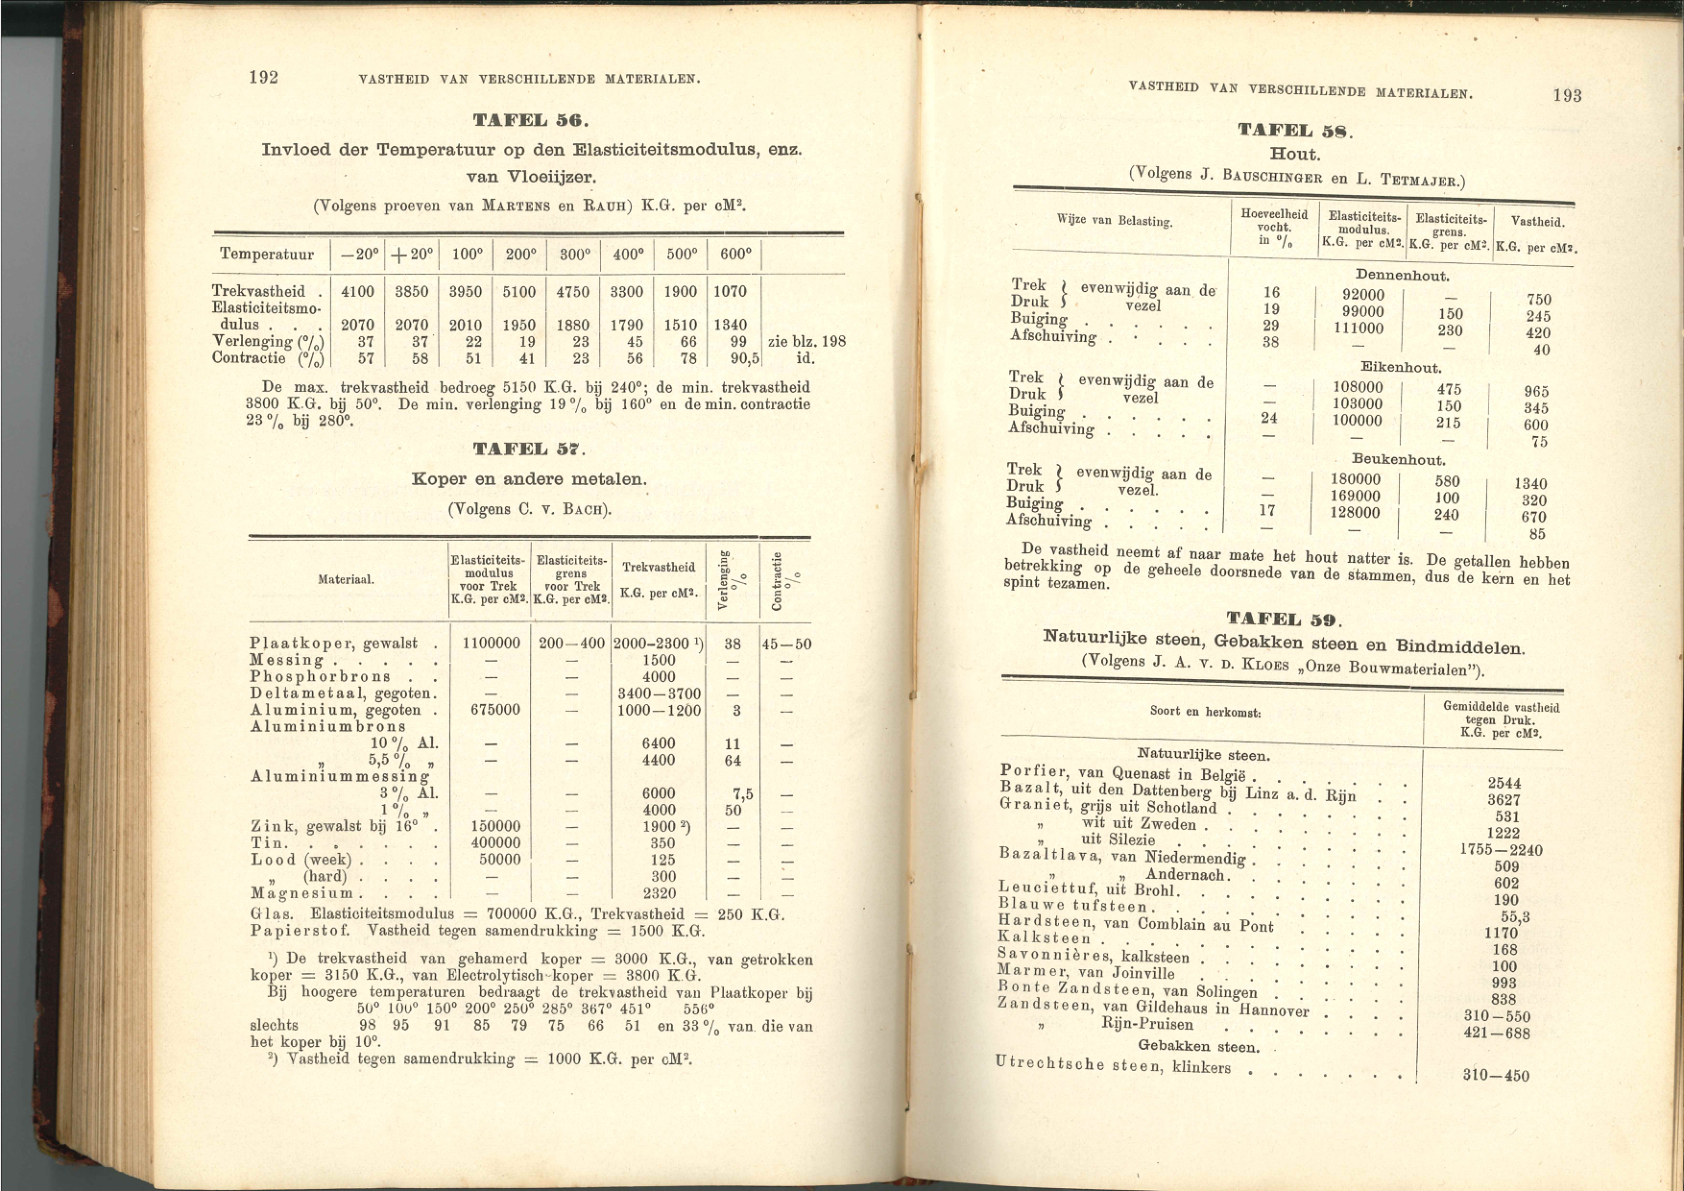 192 VASTHEID VAN VERSCHILLENDE MATERIALEN.
TAFEL 56.
Invloed der Temperatuur op den Elasticiteitsmodulus, enz.
van Vloeiijzer.
(Volgens proeven van MARTENS en RAUH) K.G. per cM².
Temperatuur —20° +20° 100° 200° 300° 400° 500° 600°
Trekvastheid . 4100 3850 3950 5100 4750 3300 1900 1070
Elasticiteitsmo-
dulus . . . 2070 2070 2010 1950 1880 1790 1510 1340
Verlenging (%) 37 37 22 19 23 45 66 99 zie blz. 198
Contractie (%) 57 58 51 41 23 56 78 90,5 id.
De max. trekvastheid bedroeg 5150 K.G. bij 240°; de min. trekvastheid
3800 K.G. bij 50°. De min. verlenging 19 % bij 160° en de min. contractie
23 % bij 280°.
TAFEL 57.
Koper en andere metalen.
(Volgens C. V. BACH).
Materiaal. Elasticiteits- Elasticiteits- Trekvastheid Verlenging % Contractie %
modulus grens
voor Trek voor Trek
K.G. per cM². K.G. per cM². K.G. per cM².
Plaatkoper, gewalst . 1100000 200—400 2000–2300 ¹) 38 45—50
Messing . . . . . — — 1500 — —
Phosphorbrons . . — — 4000 — —
Deltametaal, gegoten. — — 3400—3700 — —
Aluminium, gegoten . 675000 — 1000—1200 3 —
Aluminiumbrons
10 % Al. — — 6400 11 —
„ 5,5 % „ — — 4400 64 —
Aluminiummessing
3 % Al. — — 6000 7,5 —
1 % „ — — 4000 50 —
Zink, gewalst bij 16° . 150000 — 1900 ²) — —
Tin. . . . . . . 400000 — 350 — —
Lood (week) . . . . 50000 — 125 — —
„ (hard) . . . . — — 300 — —
Magnesium . . . . — — 2320 — —
Glas. Elasticiteitsmodulus = 700000 K.G., Trekvastheid = 250 K.G.
Papierstof. Vastheid tegen samendrukking = 1500 K.G.
¹) De trekvastheid van gehamerd koper = 3000 K.G., van getrokken
koper = 3150 K.G., van Electrolytisch-koper = 3800 K.G.
Bij hoogere temperaturen bedraagt de trekvastheid van Plaatkoper bij
50° 100° 150° 200° 250° 285° 367° 451° 556°
slechts 98 95 91 85 79 75 66 51 en 33 % van die van
het koper bij 10°.
²) Vastheid tegen samendrukking = 1000 K.G. per cM².
VASTHEID VAN VERSCHILLENDE MATERIALEN. 193
TAFEL 58.
Hout.
(Volgens J. BAUSCHINGER en L. TETMAJER.)
Wijze van Belasting. Hoeveelheid Elasticiteits- Elasticiteits- Vastheid.
vocht. modulus. grens.
in % K.G. per cM². K.G. per cM². K.G. per cM².
Dennenhout.
Trek } evenwijdig aan de 16 92000 — 750
Druk } vezel 19 99000 150 245
Buiging . . . . . . 29 111000 230 420
Afschuiving . . . . . 38 — — 40
Eikenhout.
Trek } evenwijdig aan de — 108000 475 965
Druk } vezel — 103000 150 345
Buiging . . . . . . 24 100000 215 600
Afschuiving . . . . . — — — 75
Beukenhout.
Trek } evenwijdig aan de — 180000 580 1340
Druk } vezel. — 169000 100 320
Buiging . . . . . . 17 128000 240 670
Afschuiving . . . . . — — — 85
De vastheid neemt af naar mate het hout natter is. De getallen hebben
betrekking op de geheele doorsnede van de stammen, dus de kern en het
spint tezamen.
TAFEL 59.
Natuurlijke steen, Gebakken steen en Bindmiddelen.
(Volgens J. A. V. D. KLOES „Onze Bouwmaterialen”).
Soort en herkomst: Gemiddelde vastheid
tegen Druk.
K.G. per cM².
Natuurlijke steen.
Porfier, van Quenast in België . . . . . . . 2544
Bazalt, uit den Dattenberg bij Linz a. d. Rijn . . 3627
Graniet, grijs uit Schotland . . . . . . . . 531
„ wit uit Zweden . . . . . . . . 1222
„ uit Silezie . . . . . . . . . 1755—2240
Bazaltlava, van Niedermendig . . . . . . . 509
„ „ Andernach. . . . . . . . 602
Leuciettuf, uit Brohl. . . . . . . . . . 190
Blauwe tufsteen. . . . . . . . . . . 55,3
Hardsteen, van Comblain au Pont . . . . . 1170
Kalksteen . . . . . . . . . . . . . 168
Savonnières, kalksteen . . . . . . . . . 100
Marmer, van Joinville . . . . . . . . . 993
Bonte Zandsteen, van Solingen . . . . . . 838
Zandsteen, van Gildehaus in Hannover . . . . 310—550
„ Rijn-Pruisen . . . . . . . . 421—688
Gebakken steen.
Utrechtsche steen, klinkers . . . . . . . 310—450